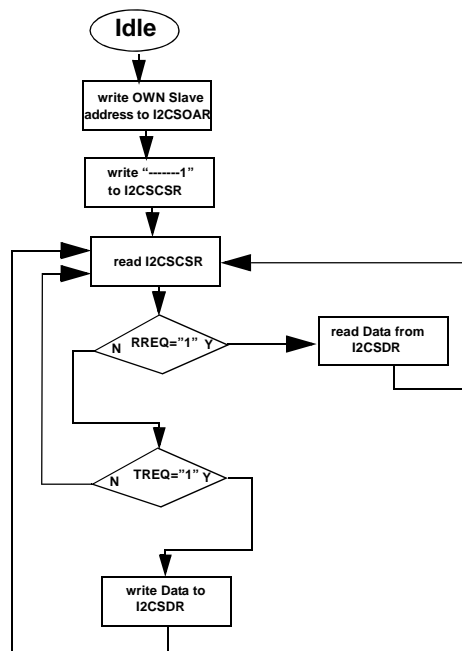 Idle
write OWN Slave
address to I2CSOAR
write “-------1”
to I2CSCSR
read I2CSCSR
N RREQ=”1” Y
read Data from
I2CSDR
N TREQ=”1” Y
write Data to
I2CSDR